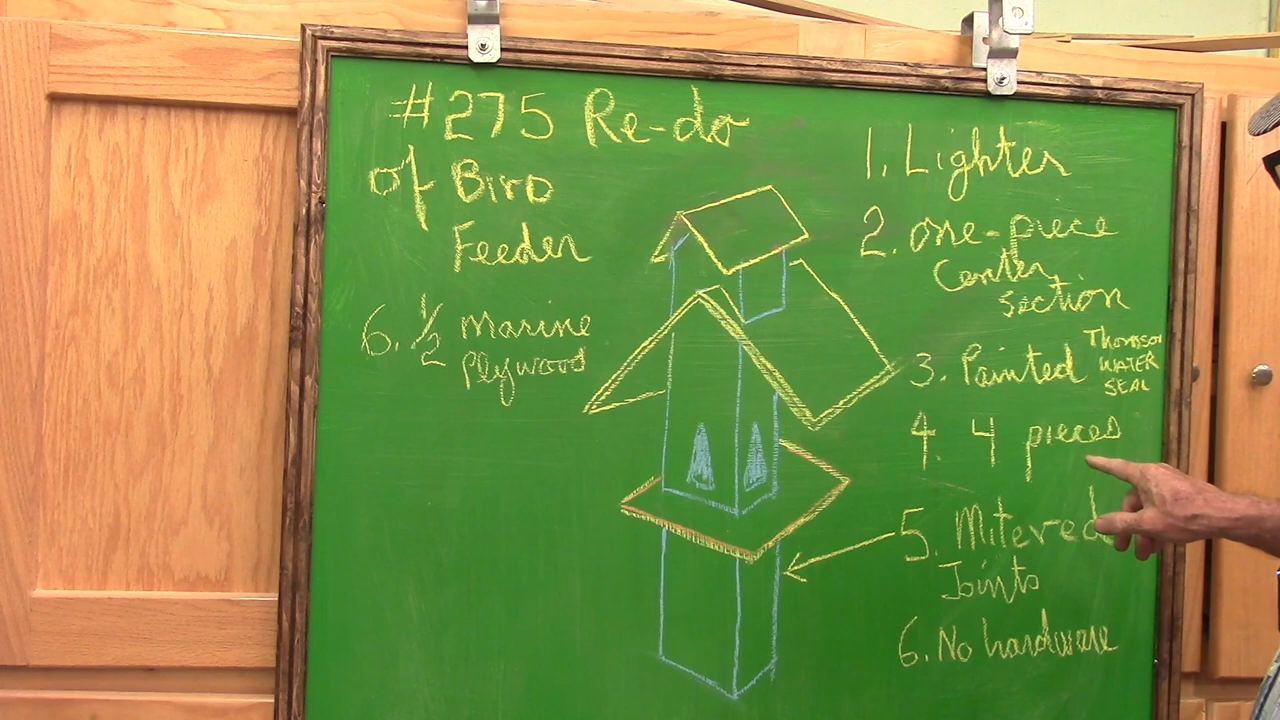 #275 Re-do
of Bird
Feeder
6. 1/2 Marine
Plywood
1. Lighter
2. One-piece
Center
section
3. Painted
Thomson
WATER
SEAL
4. 4 pieces
5. Mitered
Joints
6. No hardware